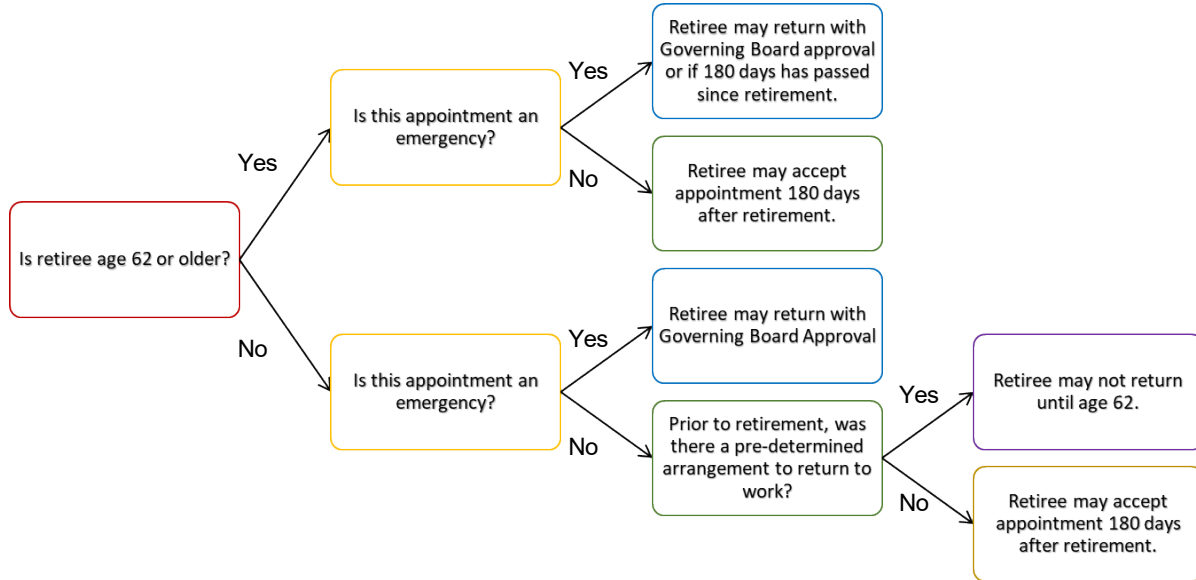 Is retiree age 62 or older?
Yes
No
Is this appointment an
emergency?
Yes
No
Retiree may return with
Governing Board approval
or if 180 days has passed
since retirement.
Retiree may accept
appointment 180 days
after retirement.
Is this appointment an
emergency?
Yes
No
Retiree may return with
Governing Board Approval
Prior to retirement, was
there a pre-determined
arrangement to return to
work?
Yes
No
Retiree may not return
until age 62.
Retiree may accept
appointment 180 days
after retirement.